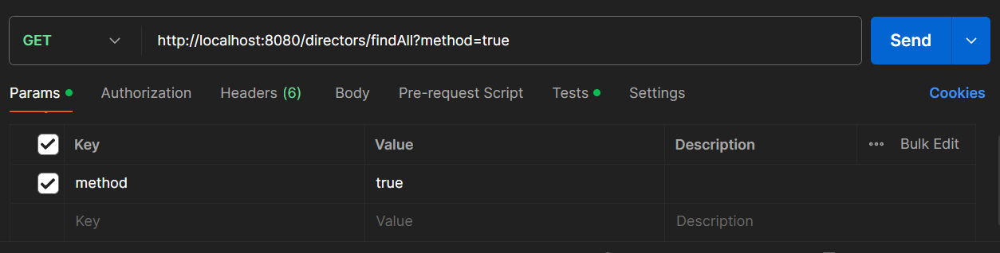 GET http://localhost:8080/directors/findAll?method=true Send
Params Authorization Headers (6) Body Pre-request Script Tests Settings Cookies
Key Value Description Bulk Edit
method true
Key Value Description